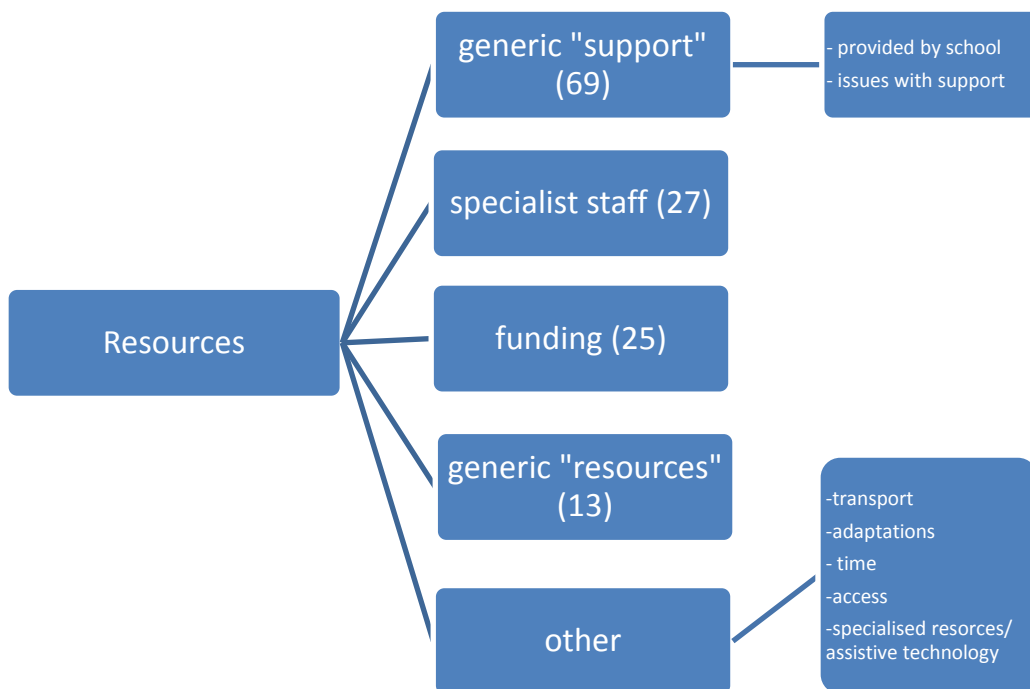 generic "support"
(69)
- provided by school
- issues with support
specialist staff (27)
Resources
funding (25)
generic "resources"
(13)
-transport
-adaptations
- time
-access
-specialised resorces/
assistive technology
other